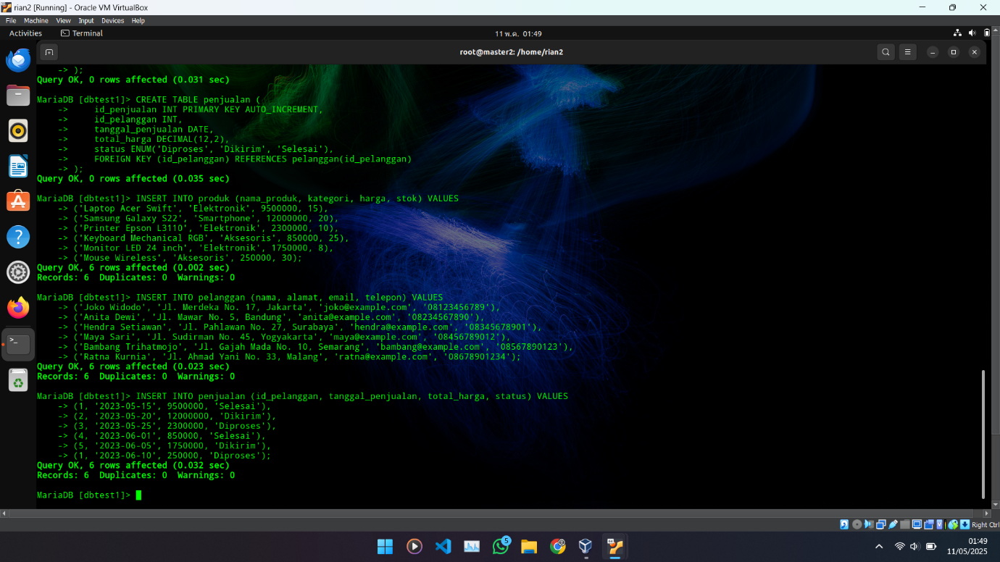 rian2 [Running] - Oracle VM VirtualBox
File Machine View Input Devices Help
Activities Terminal 11 พ.ค. 01:49
root@master2: /home/rian2
-> );
Query OK, 0 rows affected (0.031 sec)
MariaDB [dbtest1]> CREATE TABLE penjualan (
-> id_penjualan INT PRIMARY KEY AUTO_INCREMENT,
-> id_pelanggan INT,
-> tanggal_penjualan DATE,
-> total_harga DECIMAL(12,2),
-> status ENUM('Diproses', 'Dikirim', 'Selesai'),
-> FOREIGN KEY (id_pelanggan) REFERENCES pelanggan(id_pelanggan)
-> );
Query OK, 0 rows affected (0.035 sec)
MariaDB [dbtest1]> INSERT INTO produk (nama_produk, kategori, harga, stok) VALUES
-> ('Laptop Acer Swift', 'Elektronik', 9500000, 15),
-> ('Samsung Galaxy S22', 'Smartphone', 12000000, 20),
-> ('Printer Epson L3110', 'Elektronik', 2300000, 10),
-> ('Keyboard Mechanical RGB', 'Aksesoris', 850000, 25),
-> ('Monitor LED 24 inch', 'Elektronik', 1750000, 8),
-> ('Mouse Wireless', 'Aksesoris', 250000, 30);
Query OK, 6 rows affected (0.002 sec)
Records: 6 Duplicates: 0 Warnings: 0
MariaDB [dbtest1]> INSERT INTO pelanggan (nama, alamat, email, telepon) VALUES
-> ('Joko Widodo', 'Jl. Merdeka No. 17, Jakarta', 'joko@example.com', '08123456789'),
-> ('Anita Dewi', 'Jl. Mawar No. 5, Bandung', 'anita@example.com', '08234567890'),
-> ('Hendra Setiawan', 'Jl. Pahlawan No. 27, Surabaya', 'hendra@example.com', '08345678901'),
-> ('Maya Sari', 'Jl. Sudirman No. 45, Yogyakarta', 'maya@example.com', '08456789012'),
-> ('Bambang Trihatmojo', 'Jl. Gajah Mada No. 10, Semarang', 'bambang@example.com', '08567890123'),
-> ('Ratna Kurnia', 'Jl. Ahmad Yani No. 33, Malang', 'ratna@example.com', '08678901234');
Query OK, 6 rows affected (0.023 sec)
Records: 6 Duplicates: 0 Warnings: 0
MariaDB [dbtest1]> INSERT INTO penjualan (id_pelanggan, tanggal_penjualan, total_harga, status) VALUES
-> (1, '2023-05-15', 9500000, 'Selesai'),
-> (2, '2023-05-20', 12000000, 'Dikirim'),
-> (3, '2023-05-25', 2300000, 'Diproses'),
-> (4, '2023-06-01', 850000, 'Selesai'),
-> (5, '2023-06-05', 1750000, 'Dikirim'),
-> (1, '2023-06-10', 250000, 'Diproses');
Query OK, 6 rows affected (0.032 sec)
Records: 6 Duplicates: 0 Warnings: 0
MariaDB [dbtest1]>
Right Ctrl
5
01:49
11/05/2025